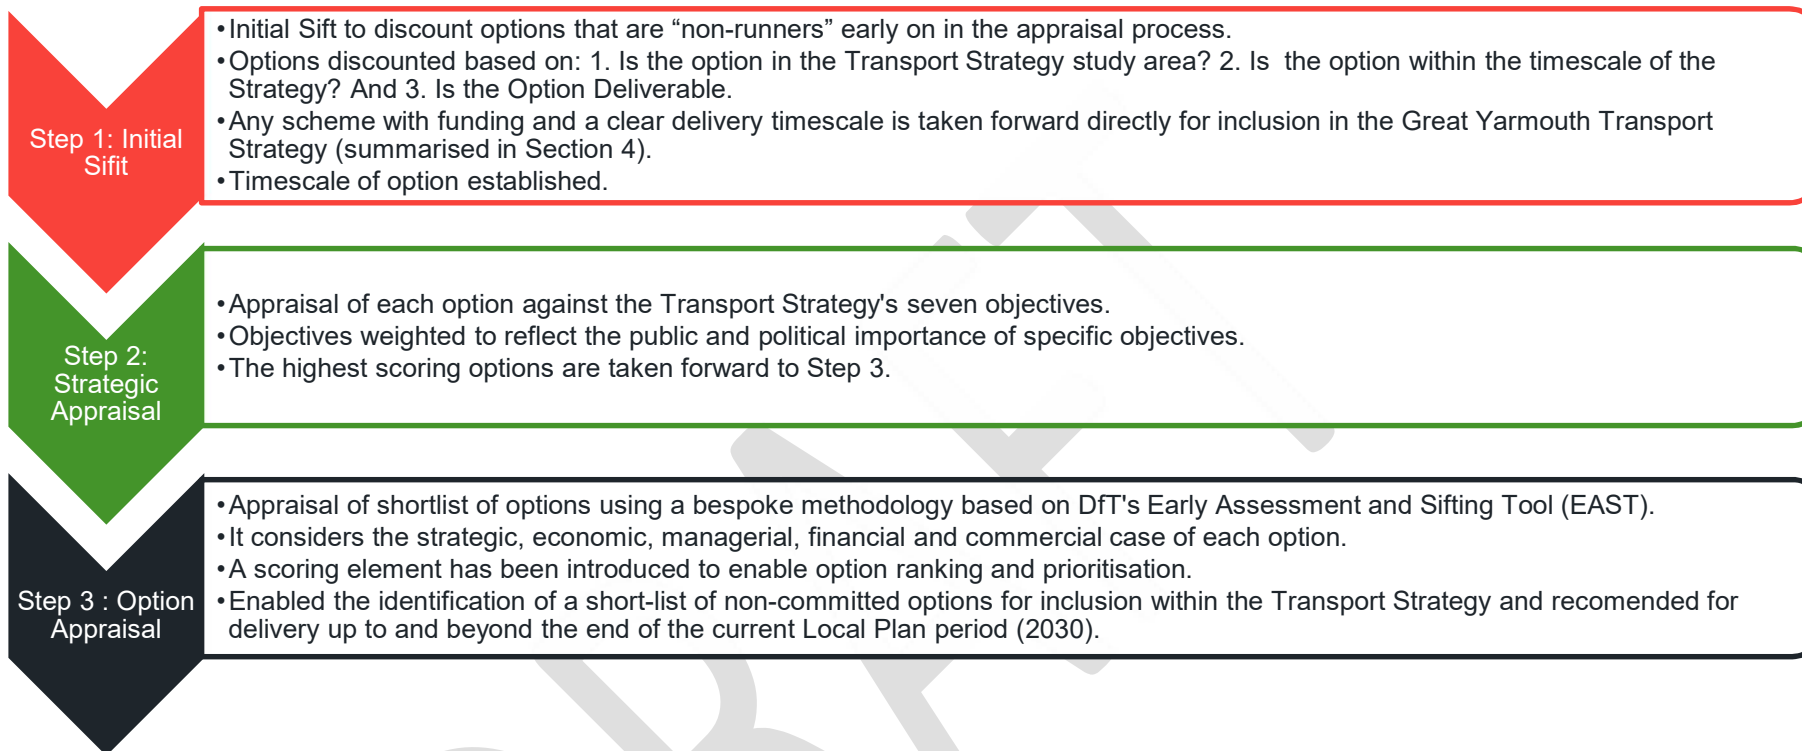 Step 1: Initial
Sifit
•Initial Sift to discount options that are “non-runners” early on in the appraisal process.
•Options discounted based on: 1. Is the option in the Transport Strategy study area? 2. Is  the option within the timescale of the
Strategy? And 3. Is the Option Deliverable.
•Any scheme with funding and a clear delivery timescale is taken forward directly for inclusion in the Great Yarmouth Transport
Strategy (summarised in Section 4).
•Timescale of option established.
Step 2:
Strategic
Appraisal
•Appraisal of each option against the Transport Strategy's seven objectives.
•Objectives weighted to reflect the public and political importance of specific objectives.
•The highest scoring options are taken forward to Step 3.
Step 3 : Option
Appraisal
•Appraisal of shortlist of options using a bespoke methodology based on DfT's Early Assessment and Sifting Tool (EAST).
•It considers the strategic, economic, managerial, financial and commercial case of each option.
•A scoring element has been introduced to enable option ranking and prioritisation.
•Enabled the identification of a short-list of non-committed options for inclusion within the Transport Strategy and recomended for
delivery up to and beyond the end of the current Local Plan period (2030).
DRAFT